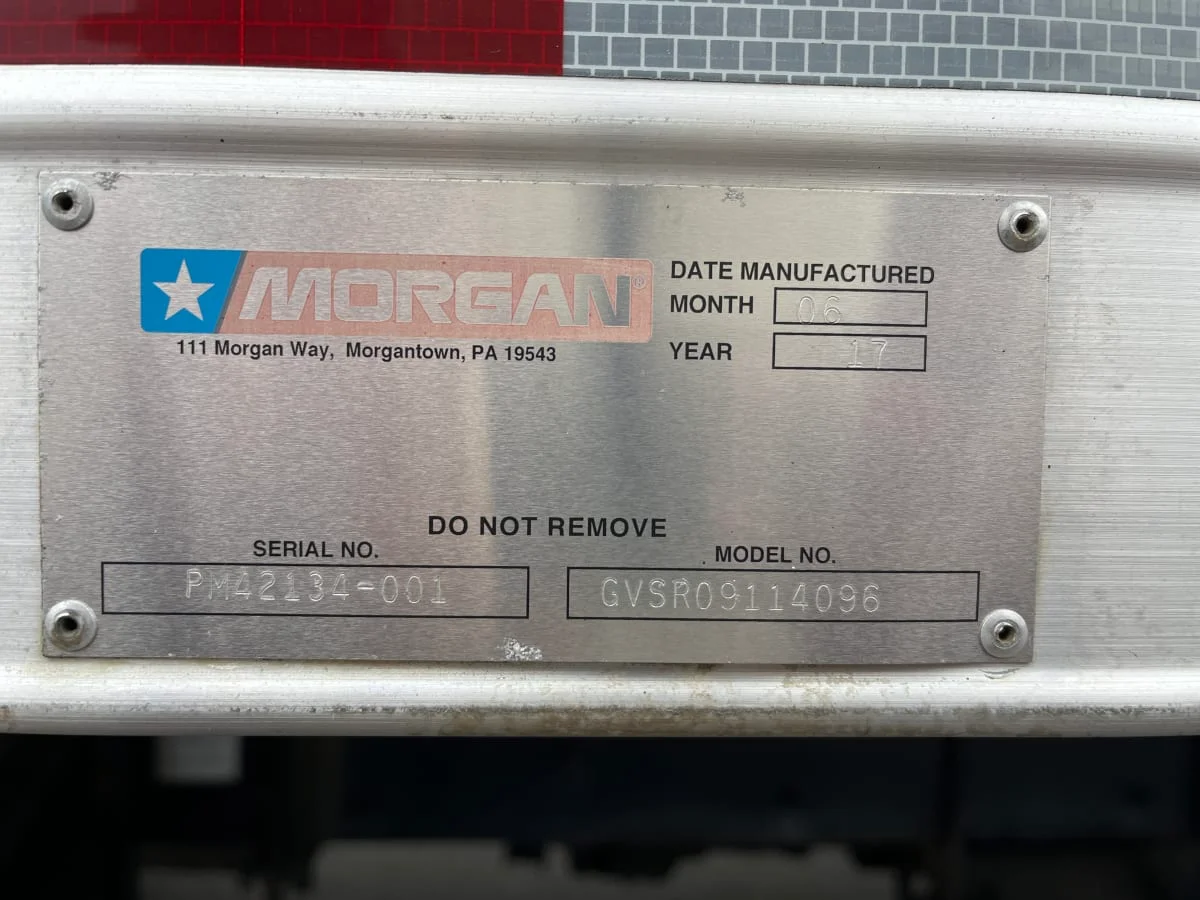 MORGAN®
111 Morgan Way, Morgantown, PA 19543
DATE MANUFACTURED
MONTH 06
YEAR 17
DO NOT REMOVE
SERIAL NO.
PM42134-001
MODEL NO.
GVSR09114096